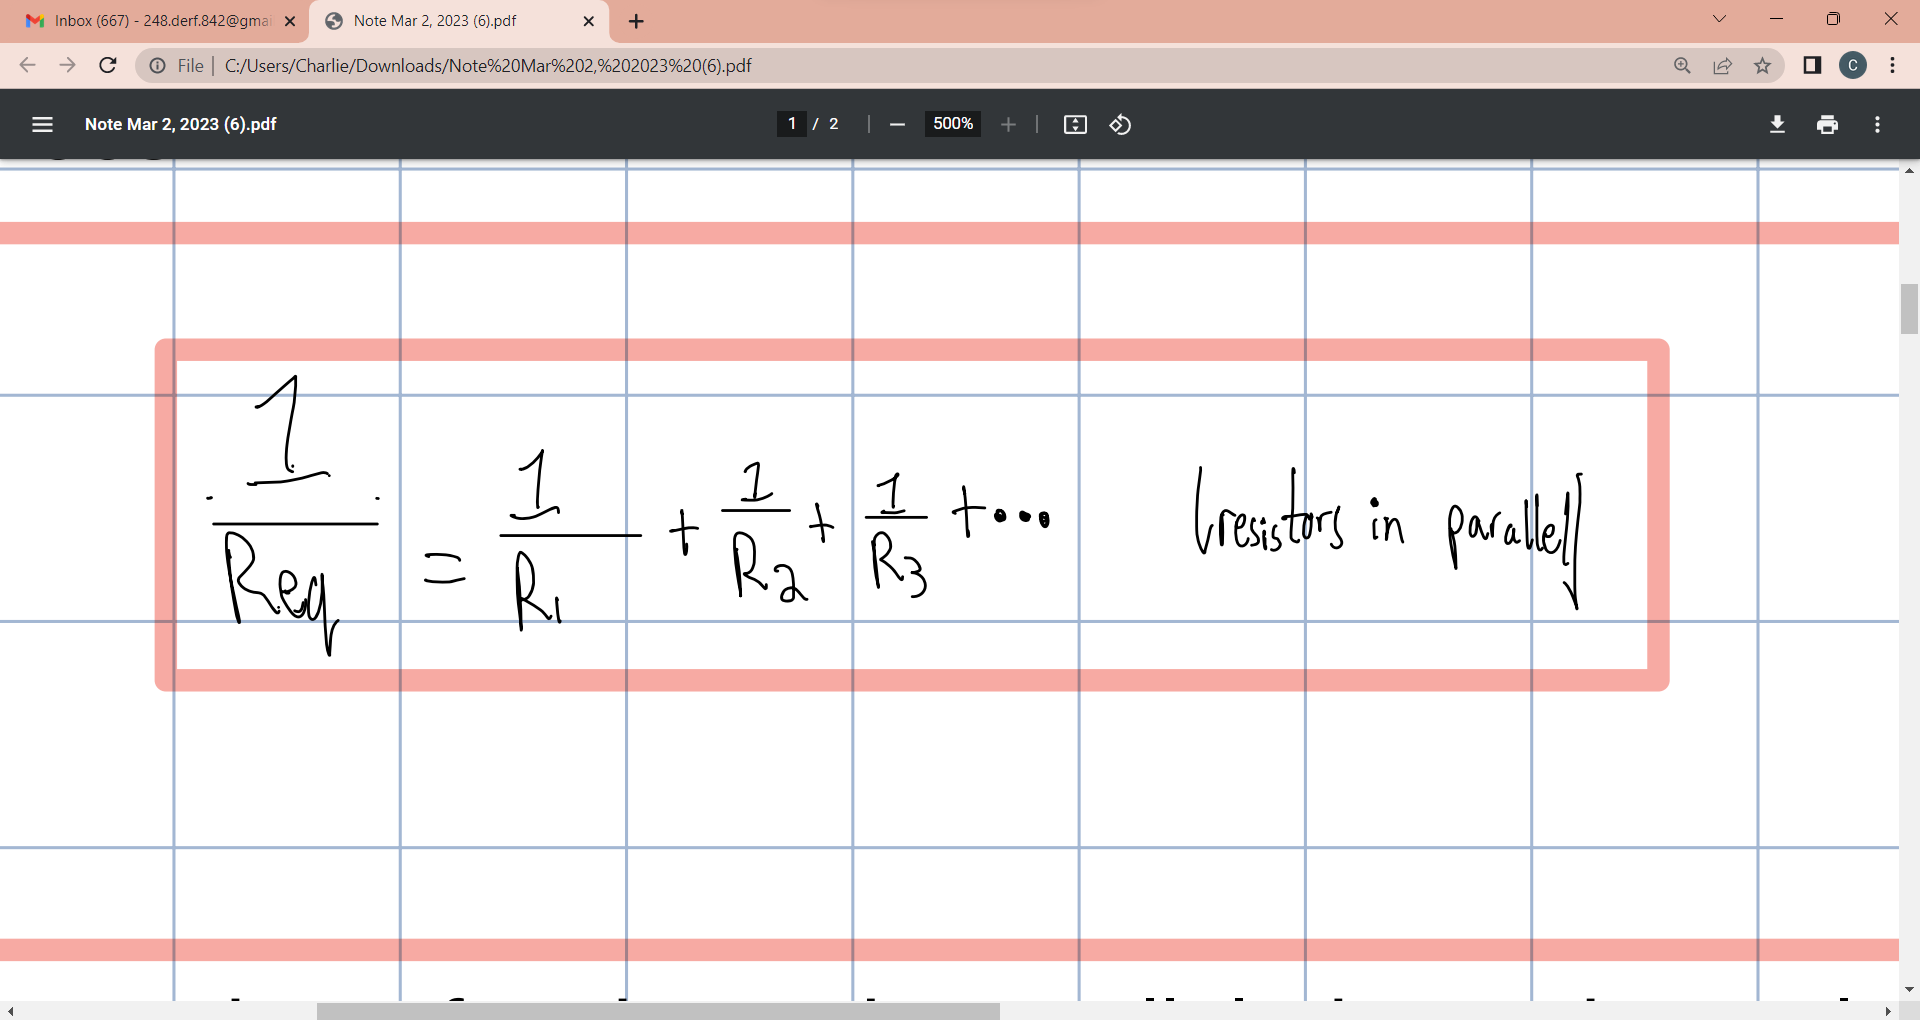 Inbox (667) - 248.derf.842@gmai
Note Mar 2, 2023 (6).pdf
File | C:/Users/Charlie/Downloads/Note%20Mar%202,%202023%20(6).pdf
C
Note Mar 2, 2023 (6).pdf
1 / 2
500%
1/Req = 1/R1 + 1/R2 + 1/R3 + ... (resistors in parallel)